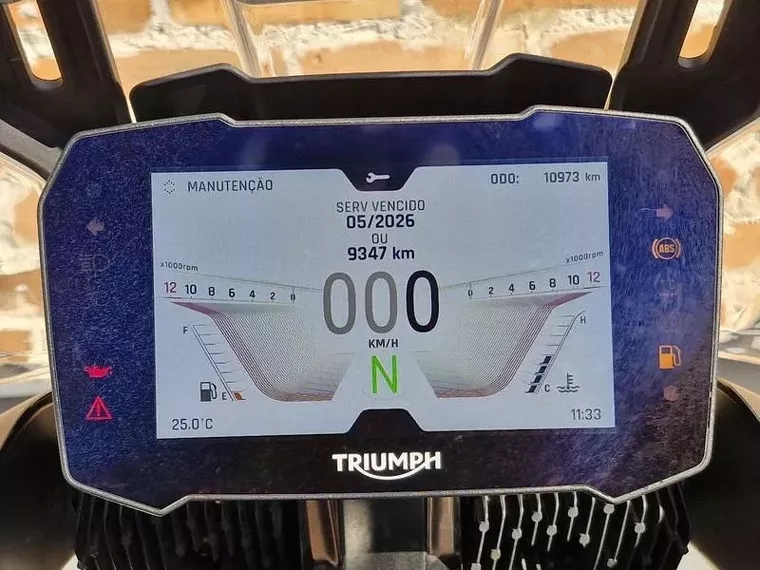 MANUTENÇÃO
ODO: 10973 km
SERV VENCIDO
05/2026
OU
9347 km
x1000rpm
x1000rpm
12 10 8 6 4 2 0
0 2 4 6 8 10 12
000
KM/H
N
F
E
H
C
ABS
25.0°C
11:33
TRIUMPH